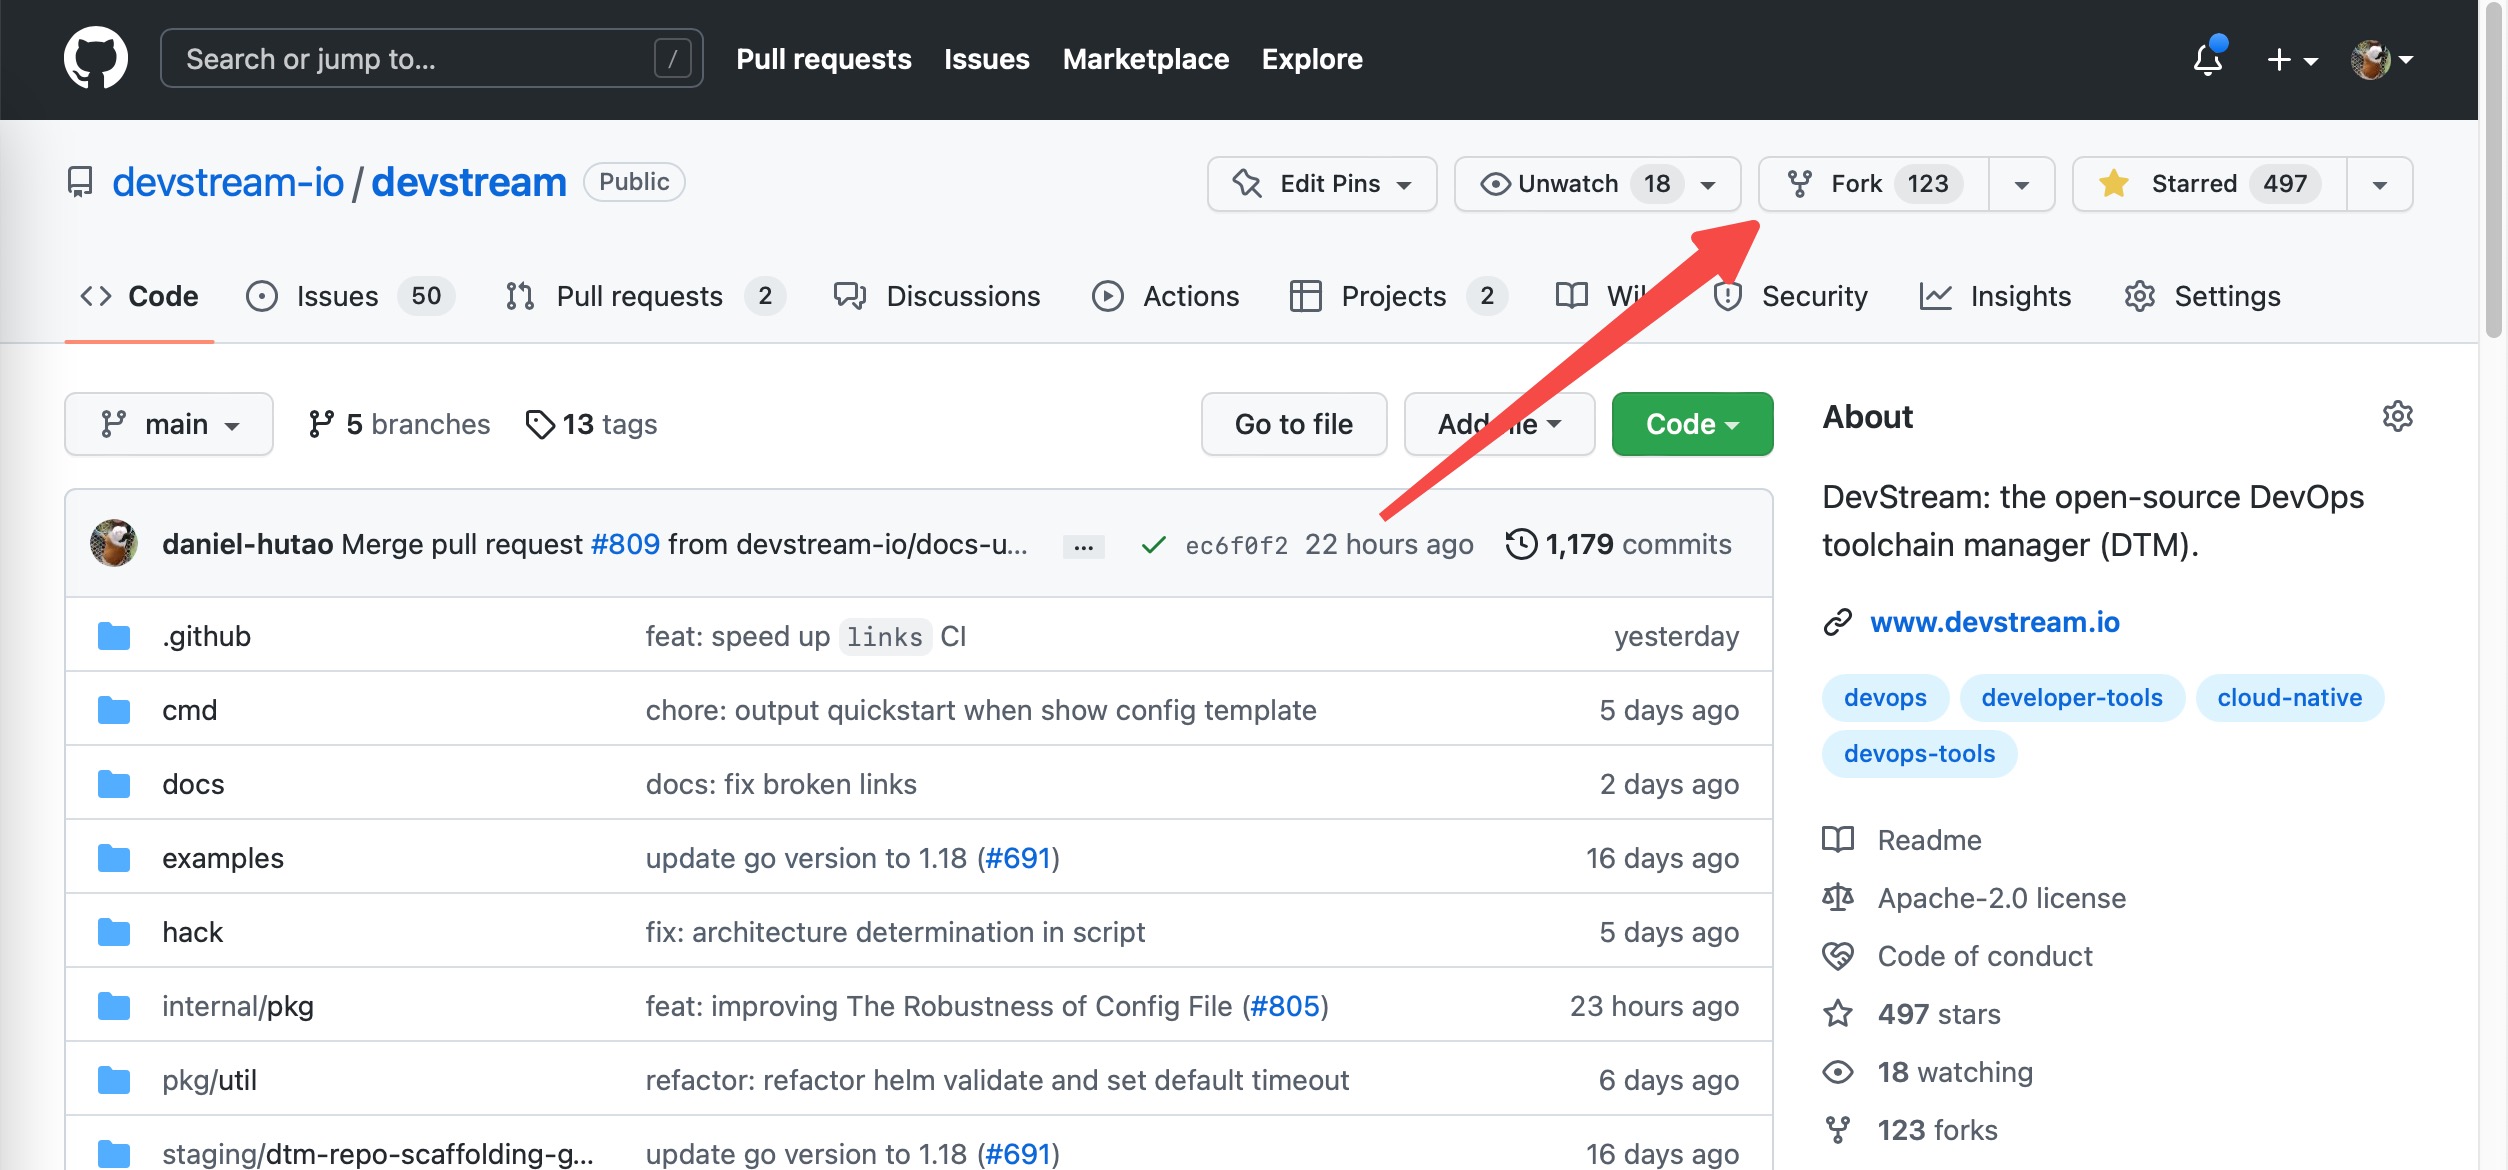 Search or jump to... / Pull requests Issues Marketplace Explore
devstream-io / devstream Public Edit Pins Unwatch 18 Fork 123 Starred 497
Code Issues 50 Pull requests 2 Discussions Actions Projects 2 Security Insights Settings
main 5 branches 13 tags Go to file Code
About
DevStream: the open-source DevOps
toolchain manager (DTM).
www.devstream.io
devops developer-tools cloud-native
devops-tools
Readme
Apache-2.0 license
Code of conduct
497 stars
18 watching
123 forks
daniel-hutao Merge pull request #809 from devstream-io/docs-u... ... ec6f0f2 22 hours ago 1,179 commits
.github feat: speed up links CI yesterday
cmd chore: output quickstart when show config template 5 days ago
docs docs: fix broken links 2 days ago
examples update go version to 1.18 (#691) 16 days ago
hack fix: architecture determination in script 5 days ago
internal/pkg feat: improving The Robustness of Config File (#805) 23 hours ago
pkg/util refactor: refactor helm validate and set default timeout 6 days ago
staging/dtm-repo-scaffolding-g... update go version to 1.18 (#691) 16 days ago